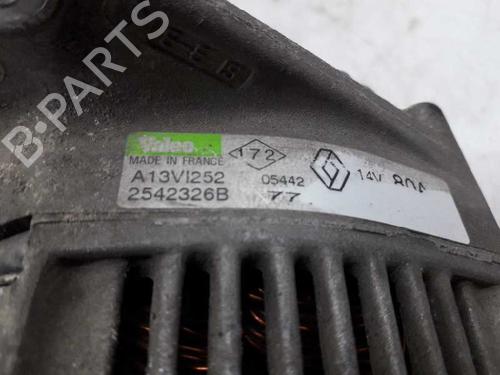 Valeo
MADE IN FRANCE 172
A13VI252 05442 14V 80A
2542326B 77
B-PARTS